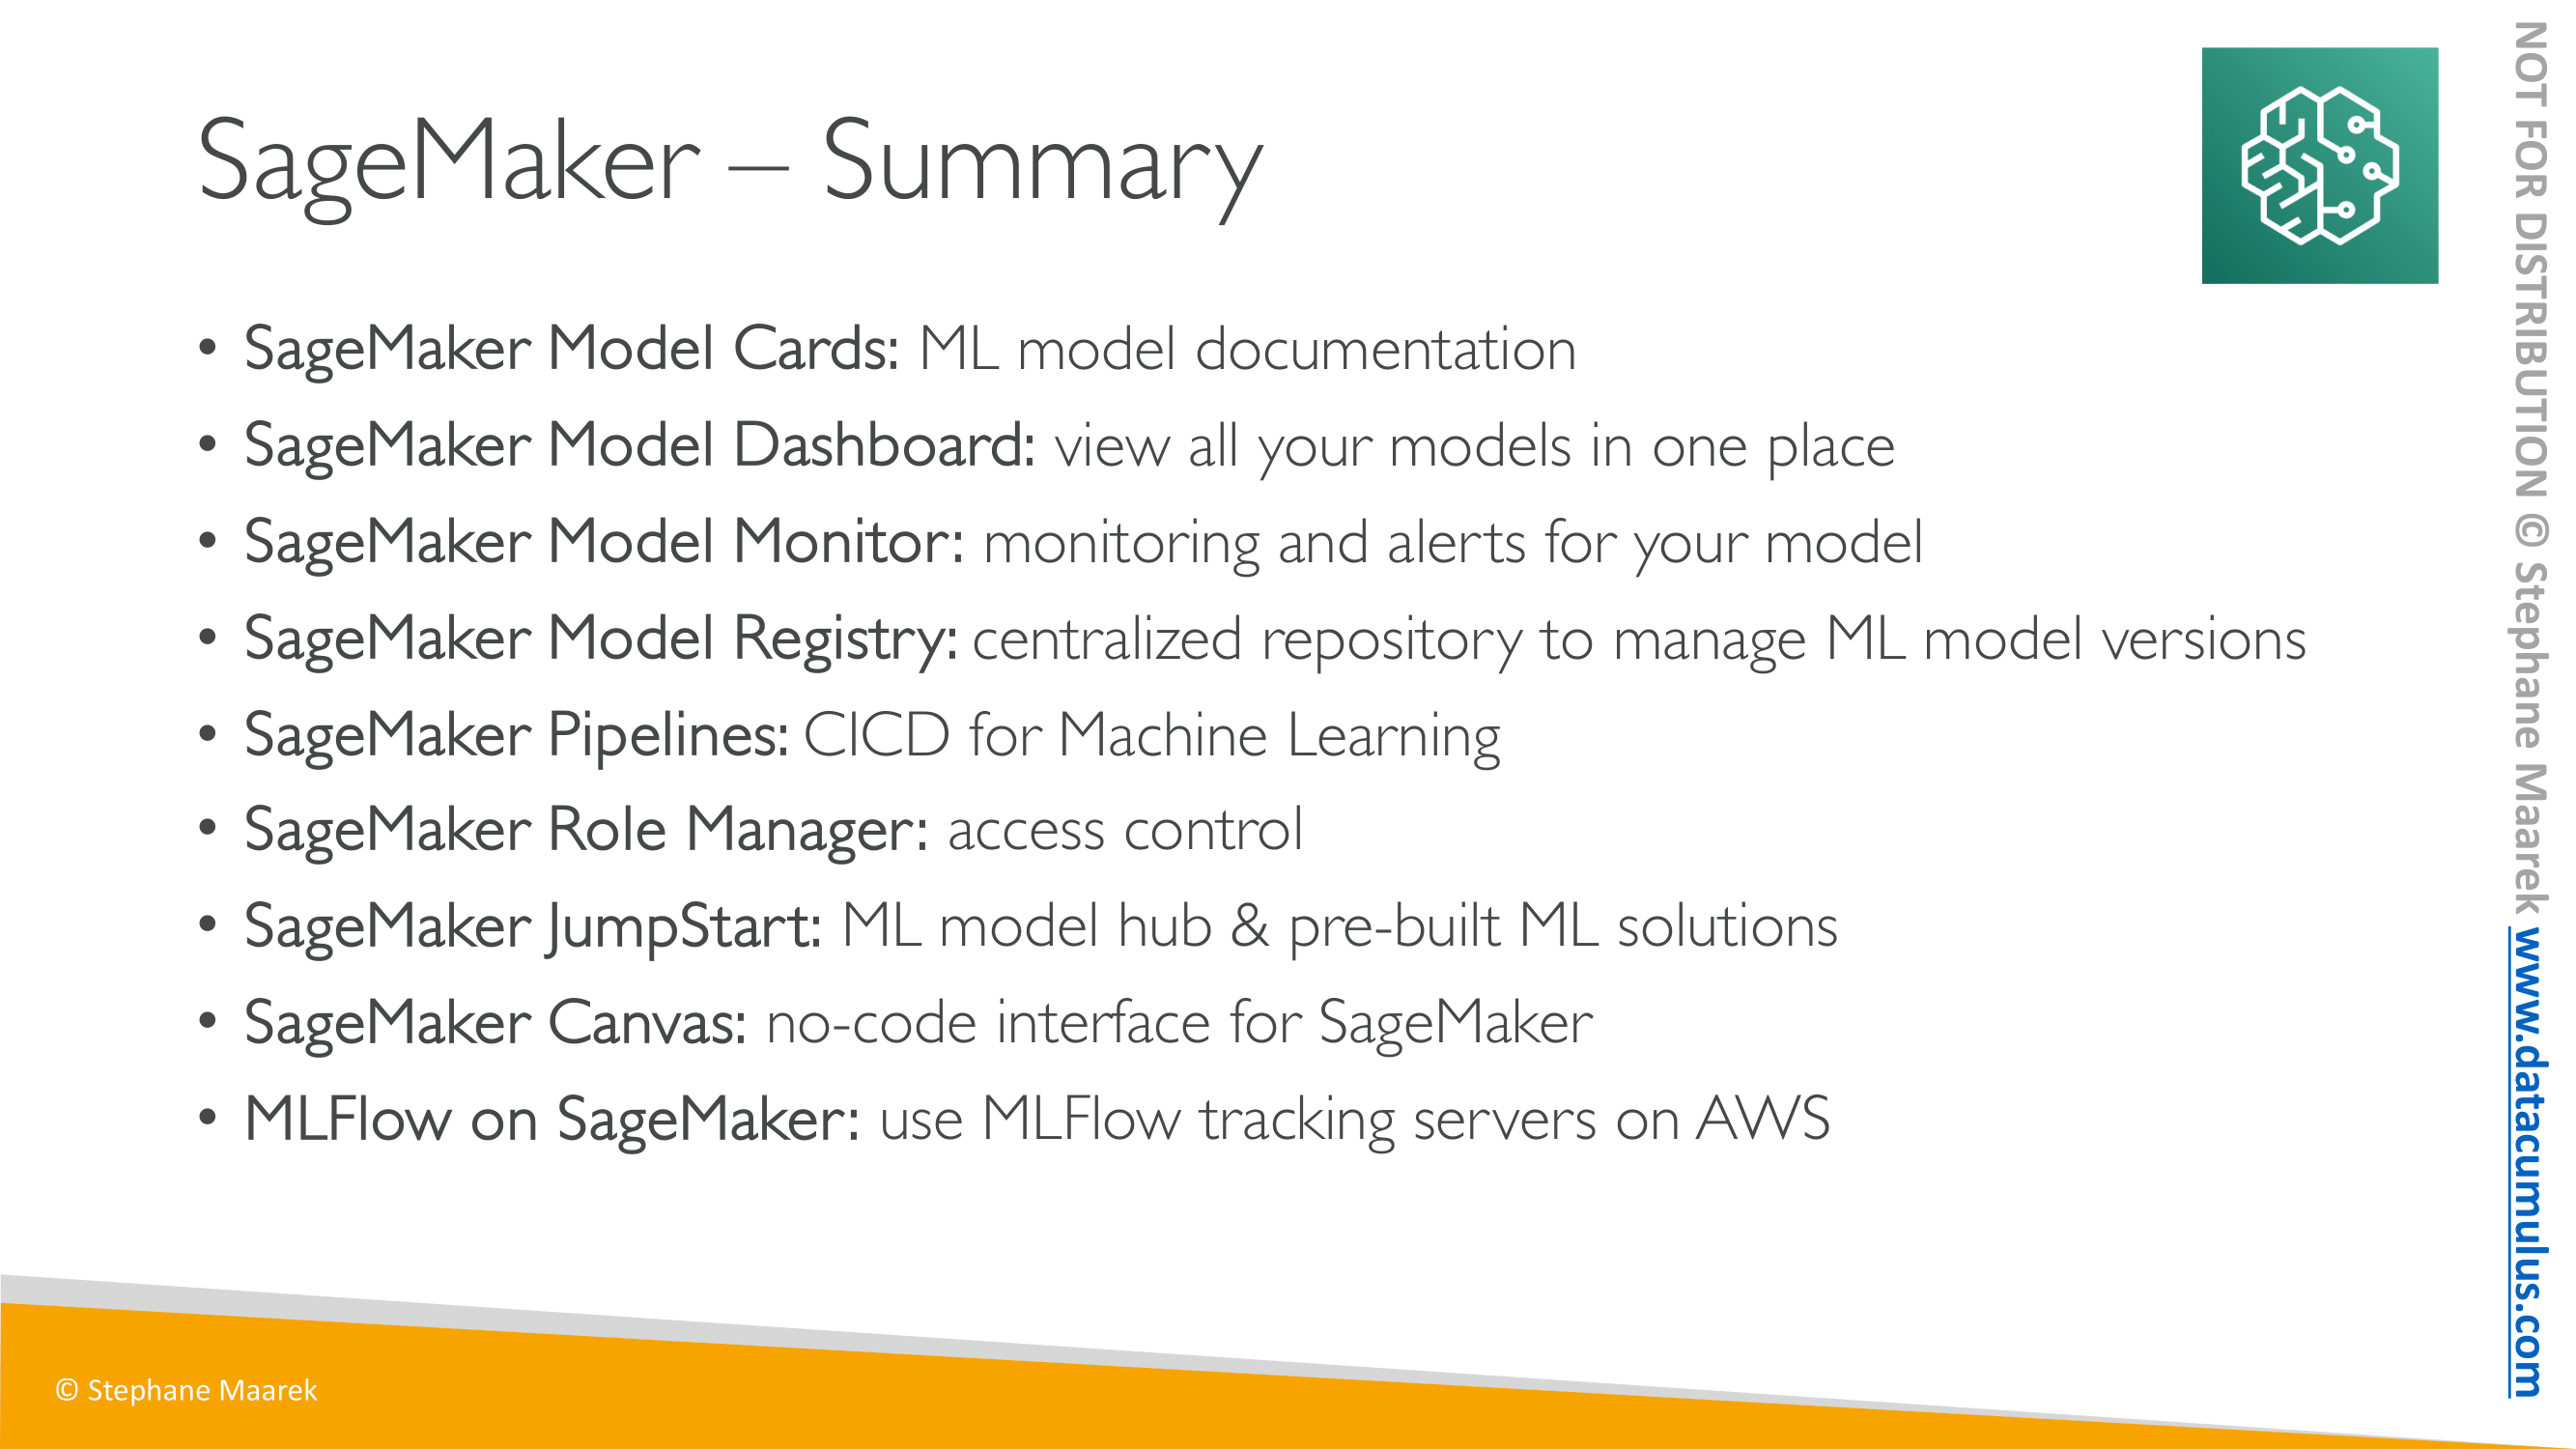 SageMaker – Summary
• SageMaker Model Cards: ML model documentation
• SageMaker Model Dashboard: view all your models in one place
• SageMaker Model Monitor: monitoring and alerts for your model
• SageMaker Model Registry: centralized repository to manage ML model versions
• SageMaker Pipelines: CICD for Machine Learning
• SageMaker Role Manager: access control
• SageMaker JumpStart: ML model hub & pre-built ML solutions
• SageMaker Canvas: no-code interface for SageMaker
• MLFlow on SageMaker: use MLFlow tracking servers on AWS
© Stephane Maarek
NOT FOR DISTRIBUTION © Stephane Maarek www.datacumulus.com